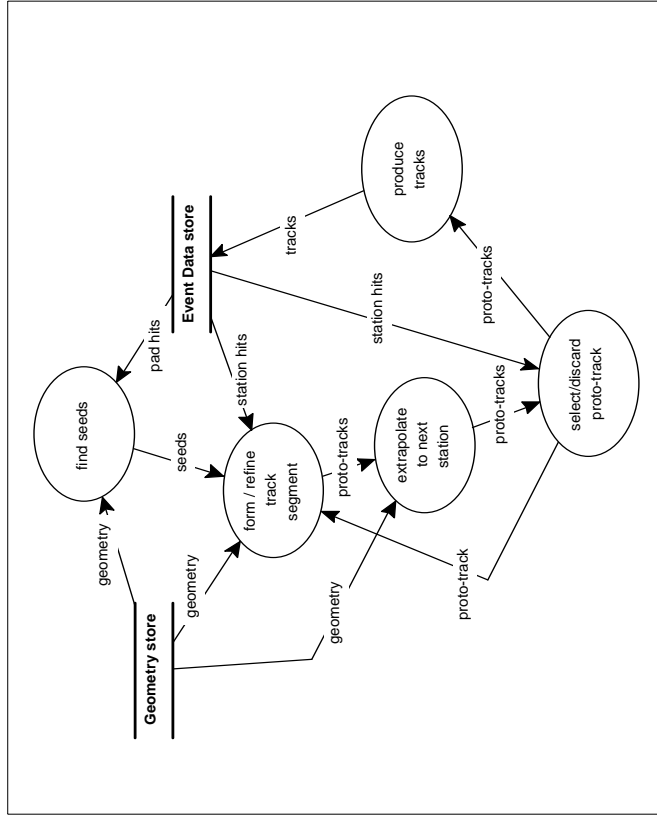 find seeds
geometry
pad hits
Geometry store
Event Data store
seeds
geometry
station hits
tracks
form / refine
track
segment
produce
tracks
proto-tracks
station hits
geometry
extrapolate
to next
station
proto-tracks
proto-tracks
proto-track
select/discard
proto-track